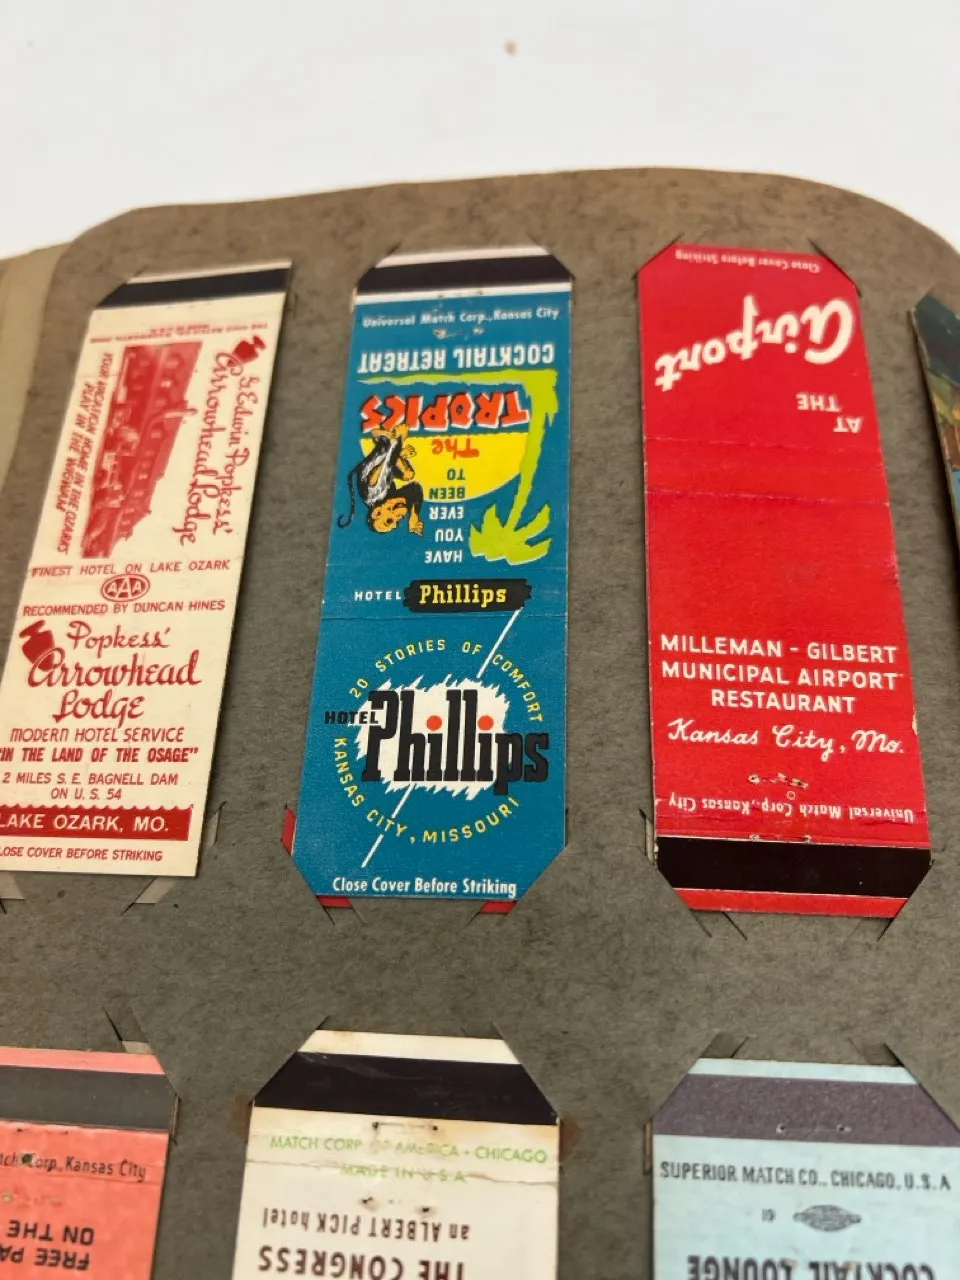 THE
G. Edwin Popkess'
Arrowhead Lodge
YOUR VACATION HOME IN THE OZARKS
PLAY IN THE WIGWAM
FINEST HOTEL ON LAKE OZARK
AAA
RECOMMENDED BY DUNCAN HINES
Popkess'
Arrowhead
Lodge
MODERN HOTEL SERVICE
"IN THE LAND OF THE OSAGE"
2 MILES S. E. BAGNELL DAM
ON U. S. 54
LAKE OZARK, MO.
CLOSE COVER BEFORE STRIKING
Universal Match Corp., Kansas City
HAVE
YOU
EVER
BEEN
TO
The
TROPICS
COCKTAIL RETREAT
HOTEL Phillips
20 STORIES OF COMFORT
HOTEL Phillips
KANSAS CITY, MISSOURI
Close Cover Before Striking
AT
THE
Airport
Close Cover Before Striking
MILLEMAN - GILBERT
MUNICIPAL AIRPORT
RESTAURANT
Kansas City, Mo.
Universal Match Corp., Kansas City
Corp., Kansas City
FREE PA
ON THE
MATCH CORP. OF AMERICA • CHICAGO
MADE IN U.S.A.
THE CONGRESS
an ALBERT PICK hotel
SUPERIOR MATCH CO., CHICAGO, U.S.A
COCKTAIL LOUNGE